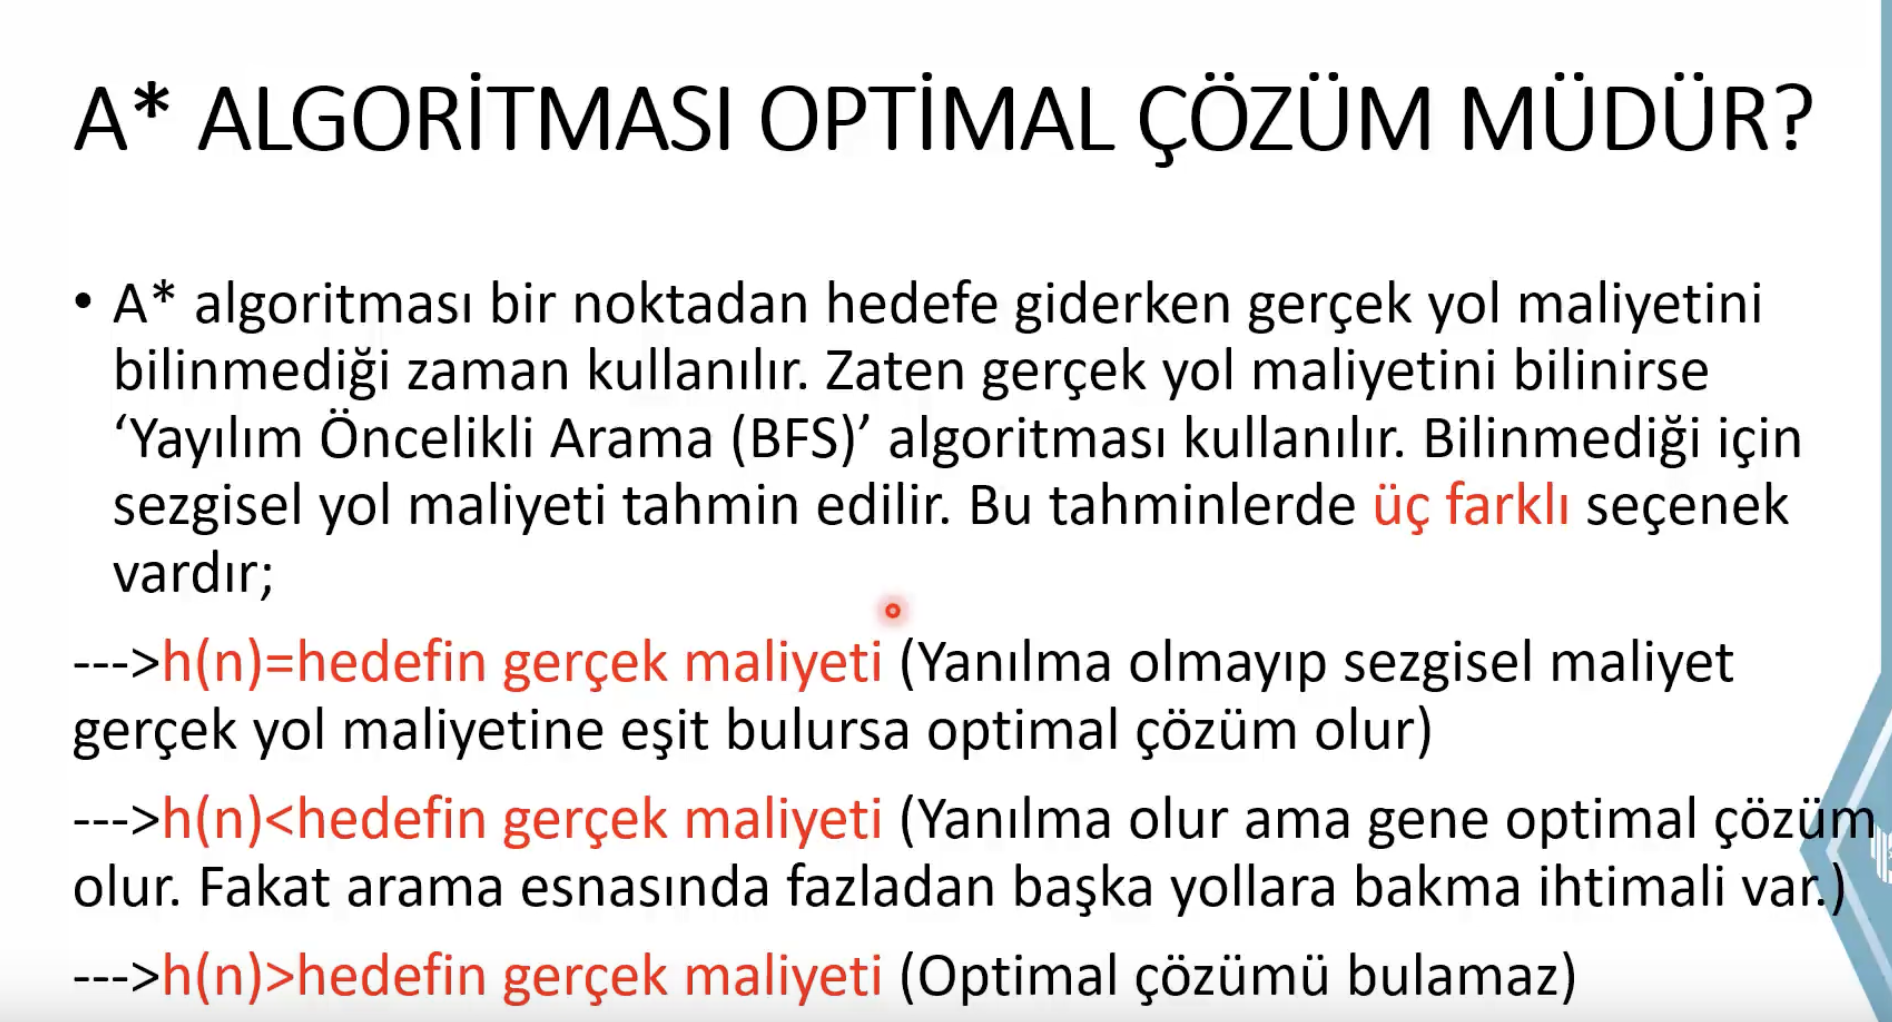 A* ALGORİTMASI OPTİMAL ÇÖZÜM MÜDÜR?
• A* algoritması bir noktadan hedefe giderken gerçek yol maliyetini
bilinmediği zaman kullanılır. Zaten gerçek yol maliyetini bilinirse
‘Yayılım Öncelikli Arama (BFS)’ algoritması kullanılır. Bilinmediği için
sezgisel yol maliyeti tahmin edilir. Bu tahminlerde üç farklı seçenek
vardır;
--->h(n)=hedefin gerçek maliyeti (Yanılma olmayıp sezgisel maliyet
gerçek yol maliyetine eşit bulursa optimal çözüm olur)
--->h(n)<hedefin gerçek maliyeti (Yanılma olur ama gene optimal çözüm
olur. Fakat arama esnasında fazladan başka yollara bakma ihtimali var.)
--->h(n)>hedefin gerçek maliyeti (Optimal çözümü bulamaz)